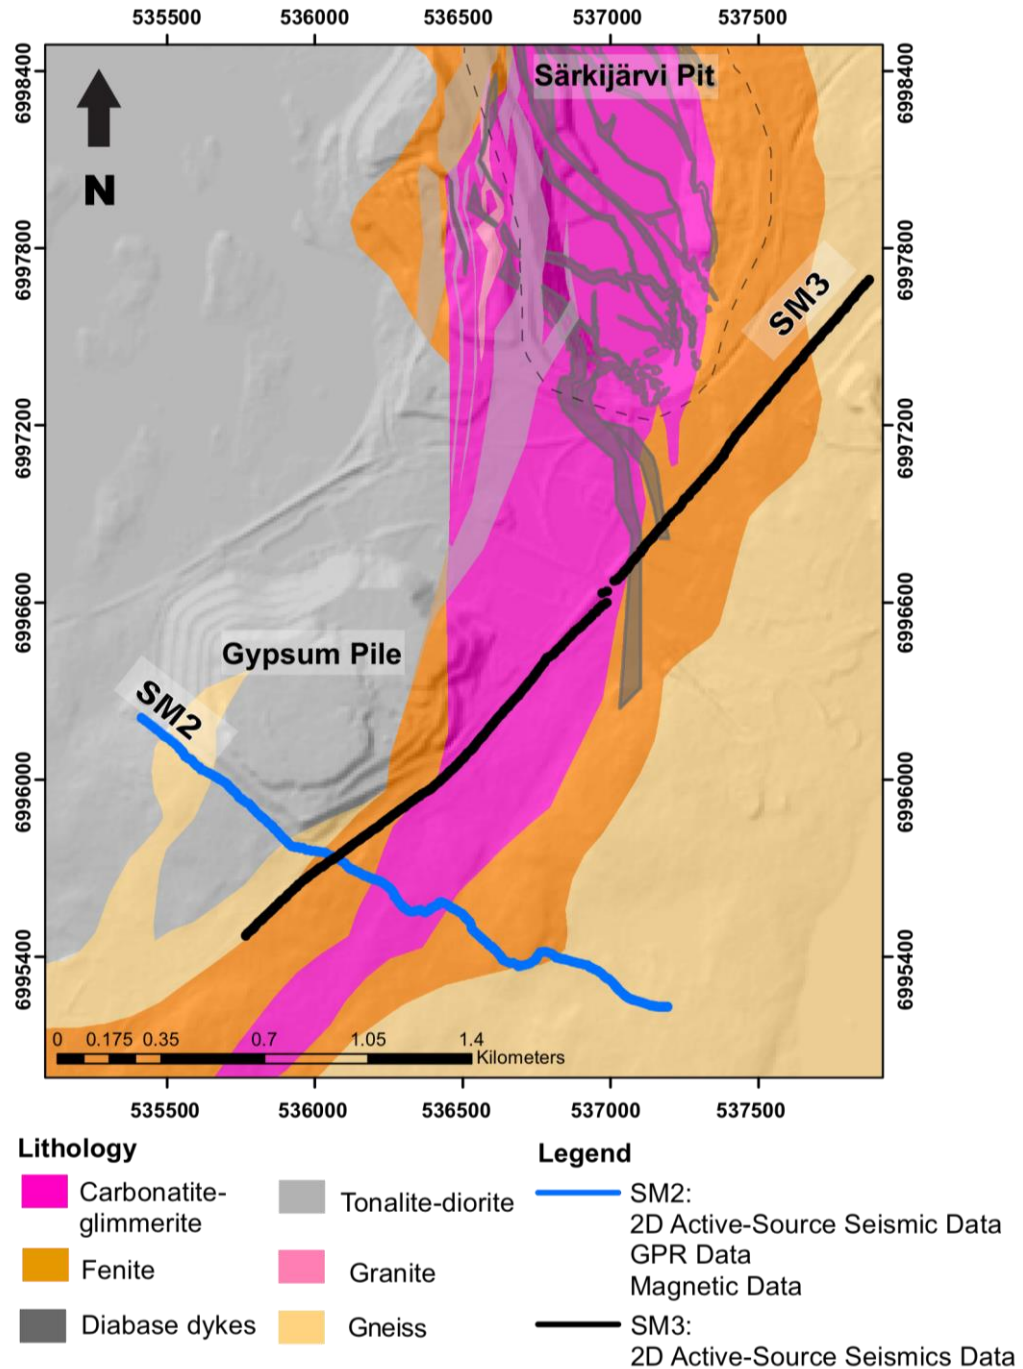 535500 536000 536500 537000 537500
6998400
6998400
Särkijärvi Pit
N
6997800
6997800
SM3
6997200
6997200
6996600
6996600
Gypsum Pile
SM2
6996000
6996000
6995400
6995400
0 0.175 0.35 0.7 1.05 1.4
Kilometers
535500 536000 536500 537000 537500
Lithology
Carbonatite-
glimmerite
Fenite
Diabase dykes
Tonalite-diorite
Granite
Gneiss
Legend
SM2:
2D Active-Source Seismic Data
GPR Data
Magnetic Data
SM3:
2D Active-Source Seismics Data